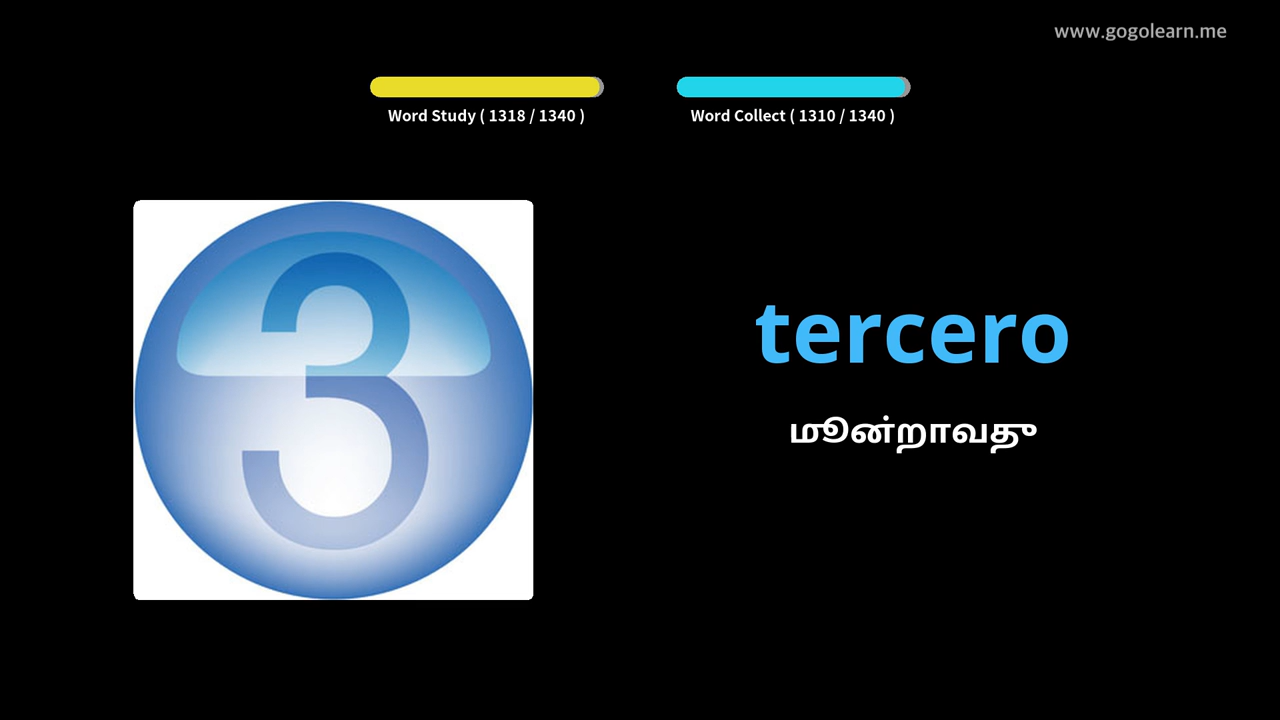 www.gogolearn.me
Word Study ( 1318 / 1340 )
Word Collect ( 1310 / 1340 )
3
tercero
மூன்றாவது